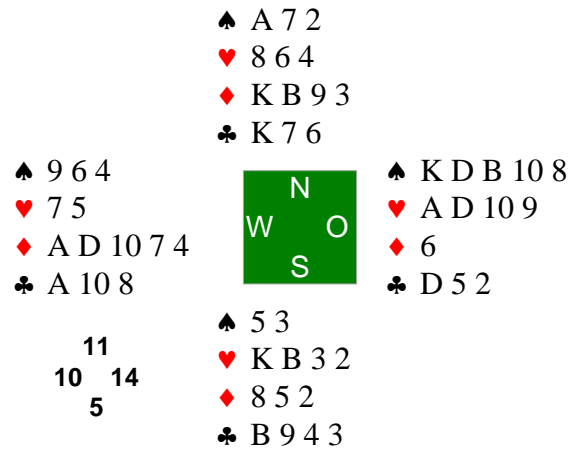 ♠ A 7 2
♥ 8 6 4
♦ K B 9 3
♣ K 7 6
♠ 9 6 4
♥ 7 5
♦ A D 10 7 4
♣ A 10 8
N
W O
S
♠ K D B 10 8
♥ A D 10 9
♦ 6
♣ D 5 2
♠ 5 3
♥ K B 3 2
♦ 8 5 2
♣ B 9 4 3
11
10 14
5